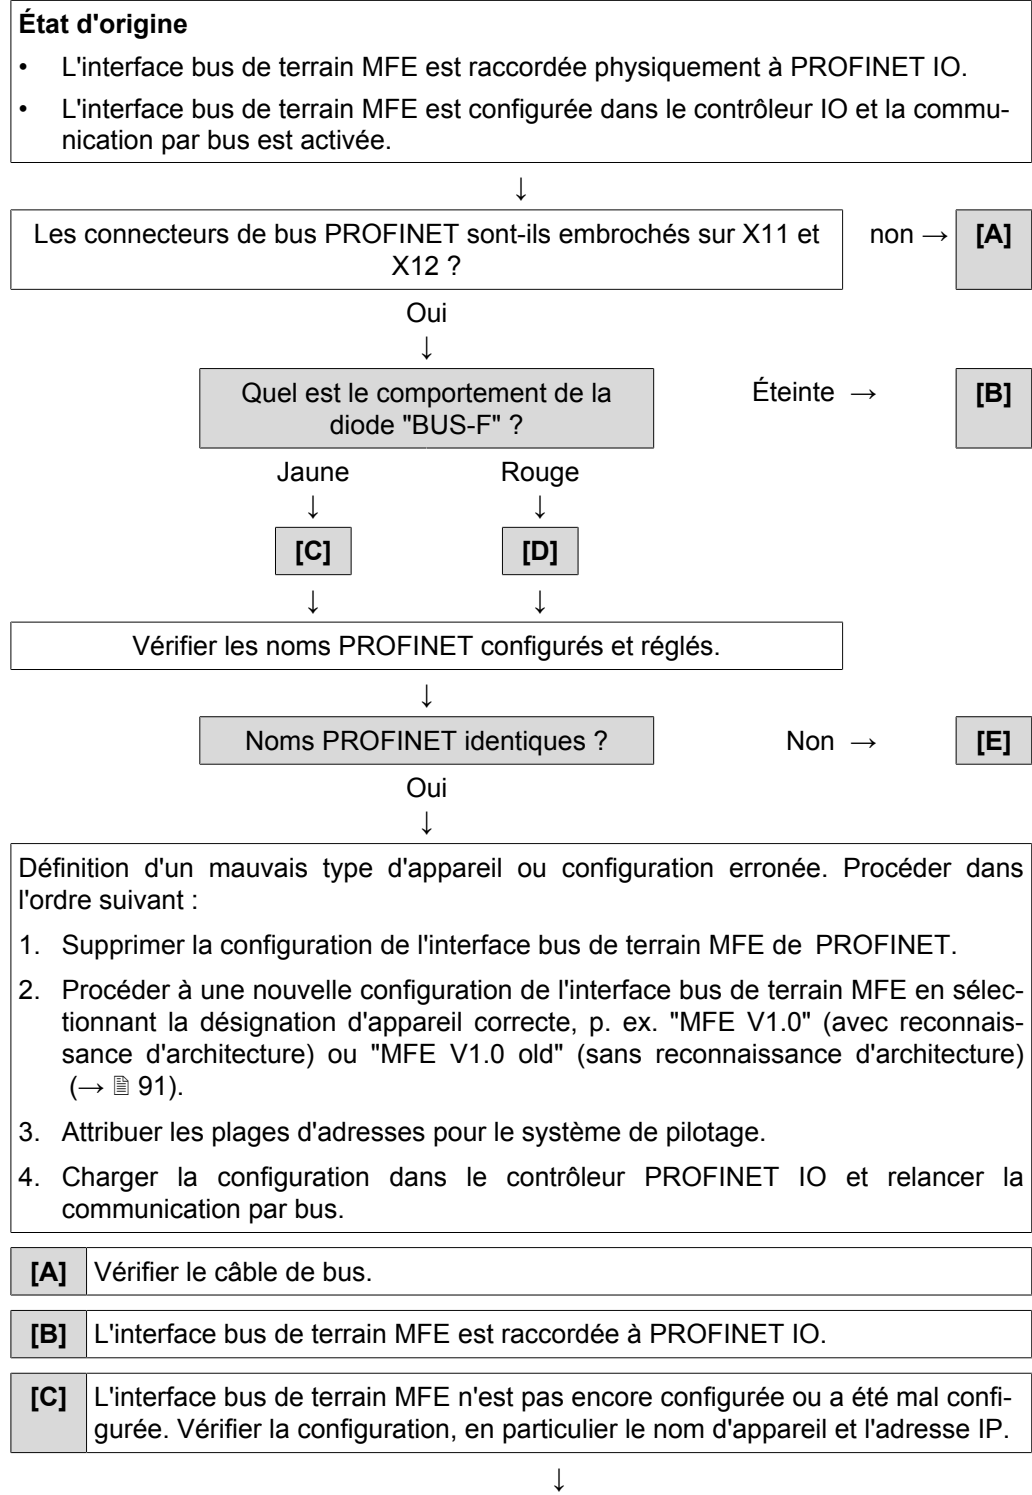 État d'origine
• L'interface bus de terrain MFE est raccordée physiquement à PROFINET IO.
• L'interface bus de terrain MFE est configurée dans le contrôleur IO et la commu-
nication par bus est activée.
↓
Les connecteurs de bus PROFINET sont-ils embrochés sur X11 et
X12 ?
non → [A]
Oui
↓
Quel est le comportement de la
diode "BUS-F" ?
Éteinte → [B]
Jaune Rouge
↓ ↓
[C] [D]
↓ ↓
Vérifier les noms PROFINET configurés et réglés.
↓
Noms PROFINET identiques ? Non → [E]
Oui
↓
Définition d'un mauvais type d'appareil ou configuration erronée. Procéder dans
l'ordre suivant :
1. Supprimer la configuration de l'interface bus de terrain MFE de PROFINET.
2. Procéder à une nouvelle configuration de l'interface bus de terrain MFE en sélec-
tionnant la désignation d'appareil correcte, p. ex. "MFE V1.0" (avec reconnais-
sance d'architecture) ou "MFE V1.0 old" (sans reconnaissance d'architecture)
(→ 🗎 91).
3. Attribuer les plages d'adresses pour le système de pilotage.
4. Charger la configuration dans le contrôleur PROFINET IO et relancer la
communication par bus.
[A] Vérifier le câble de bus.
[B] L'interface bus de terrain MFE est raccordée à PROFINET IO.
[C] L'interface bus de terrain MFE n'est pas encore configurée ou a été mal confi-
gurée. Vérifier la configuration, en particulier le nom d'appareil et l'adresse IP.
↓